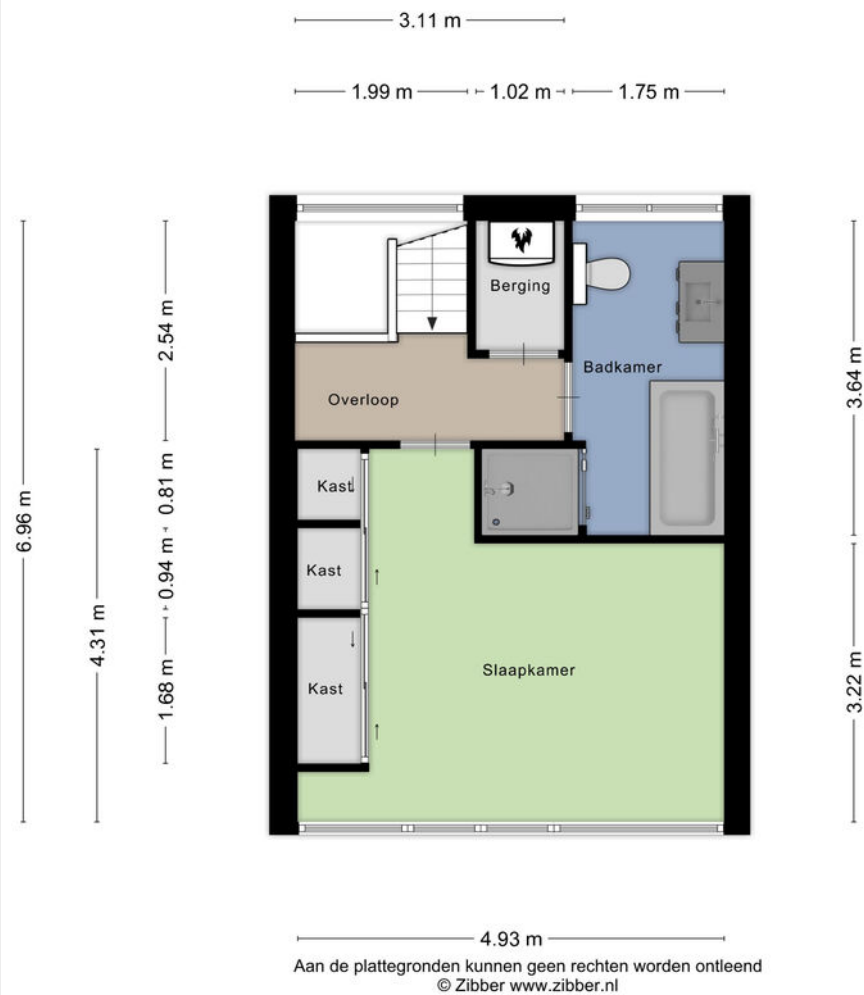 3.11 m
1.99 m
1.02 m
1.75 m
Berging
2.54 m
Badkamer
3.64 m
Overloop
Kast
0.81 m
6.96 m
Kast
0.94 m
4.31 m
Slaapkamer
Kast
1.68 m
3.22 m
4.93 m
Aan de plattegronden kunnen geen rechten worden ontleend
© Zibber www.zibber.nl